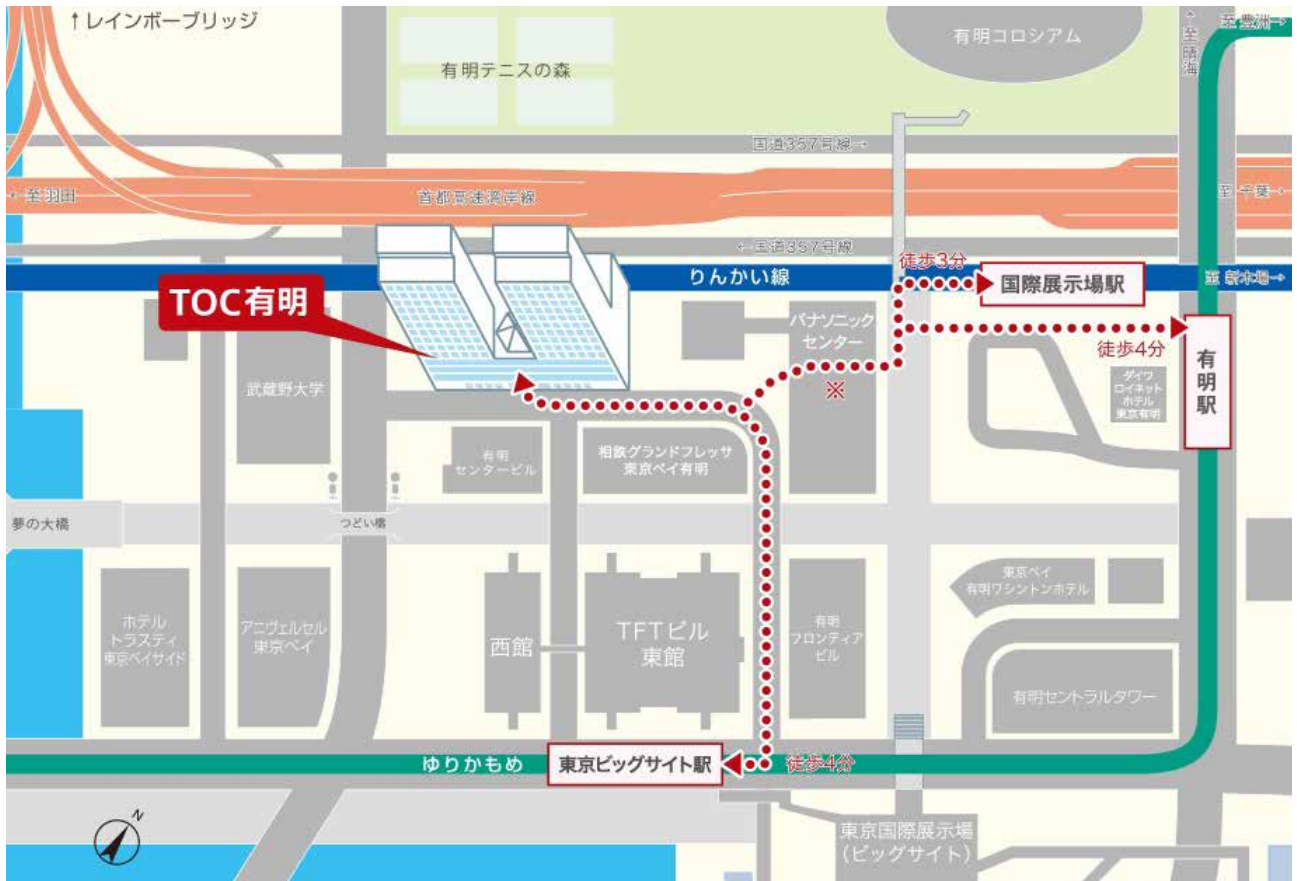 ↑レインボーブリッジ
有明テニスの森
有明コロシアム
↑至晴海
至 豊洲→
国道357号線→
←至羽田
首都高速湾岸線
至 千葉→
←国道357号線
りんかい線
徒歩3分
国際展示場駅
至 新木場→
TOC有明
パナソニック
センター
※
徒歩4分
有明駅
ダイワ
ロイネット
ホテル
東京有明
武蔵野大学
有明
センタービル
相鉄グランドフレッサ
東京ベイ有明
夢の大橋
つどい橋
ホテル
トラスティ
東京ベイサイド
アニヴェルセル
東京ベイ
西館
TFTビル
東館
有明
フロンティア
ビル
東京ベイ
有明ワシントンホテル
有明セントラルタワー
ゆりかもめ
東京ビッグサイト駅
徒歩4分
東京国際展示場
(ビッグサイト)
N